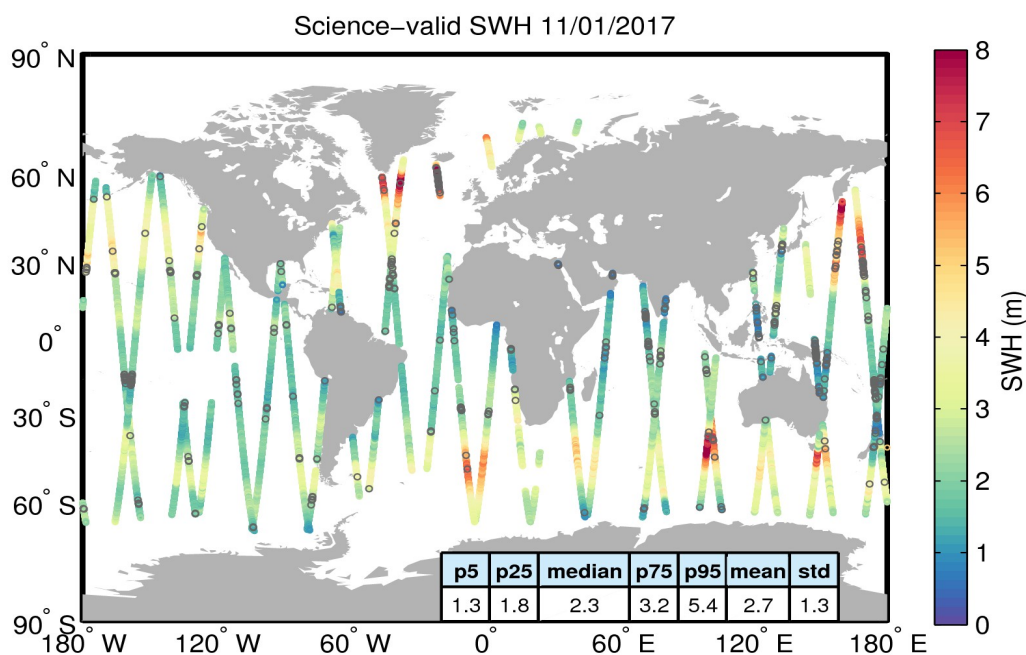 Science−valid SWH 11/01/2017
90° N
60° N
30° N
0°
30° S
60° S
90° S
180° W
120° W
60° W
0°
60° E
120° E
180° E
p5 p25 median p75 p95 mean std
1.3 1.8 2.3 3.2 5.4 2.7 1.3
8
7
6
5
4
3
2
1
0
SWH (m)